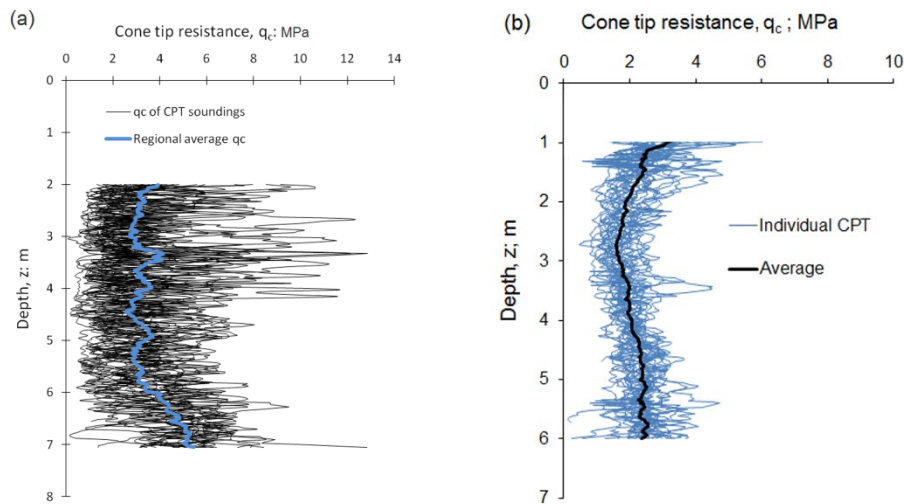 (a)
Cone tip resistance, qc: MPa
0 2 4 6 8 10 12 14
0
1
2
3
4
5
6
7
8
Depth, z: m
qc of CPT soundings
Regional average qc
(b)
Cone tip resistance, qc ; MPa
0 2 4 6 8 10
0
1
2
3
4
5
6
7
Depth, z; m
Individual CPT
Average